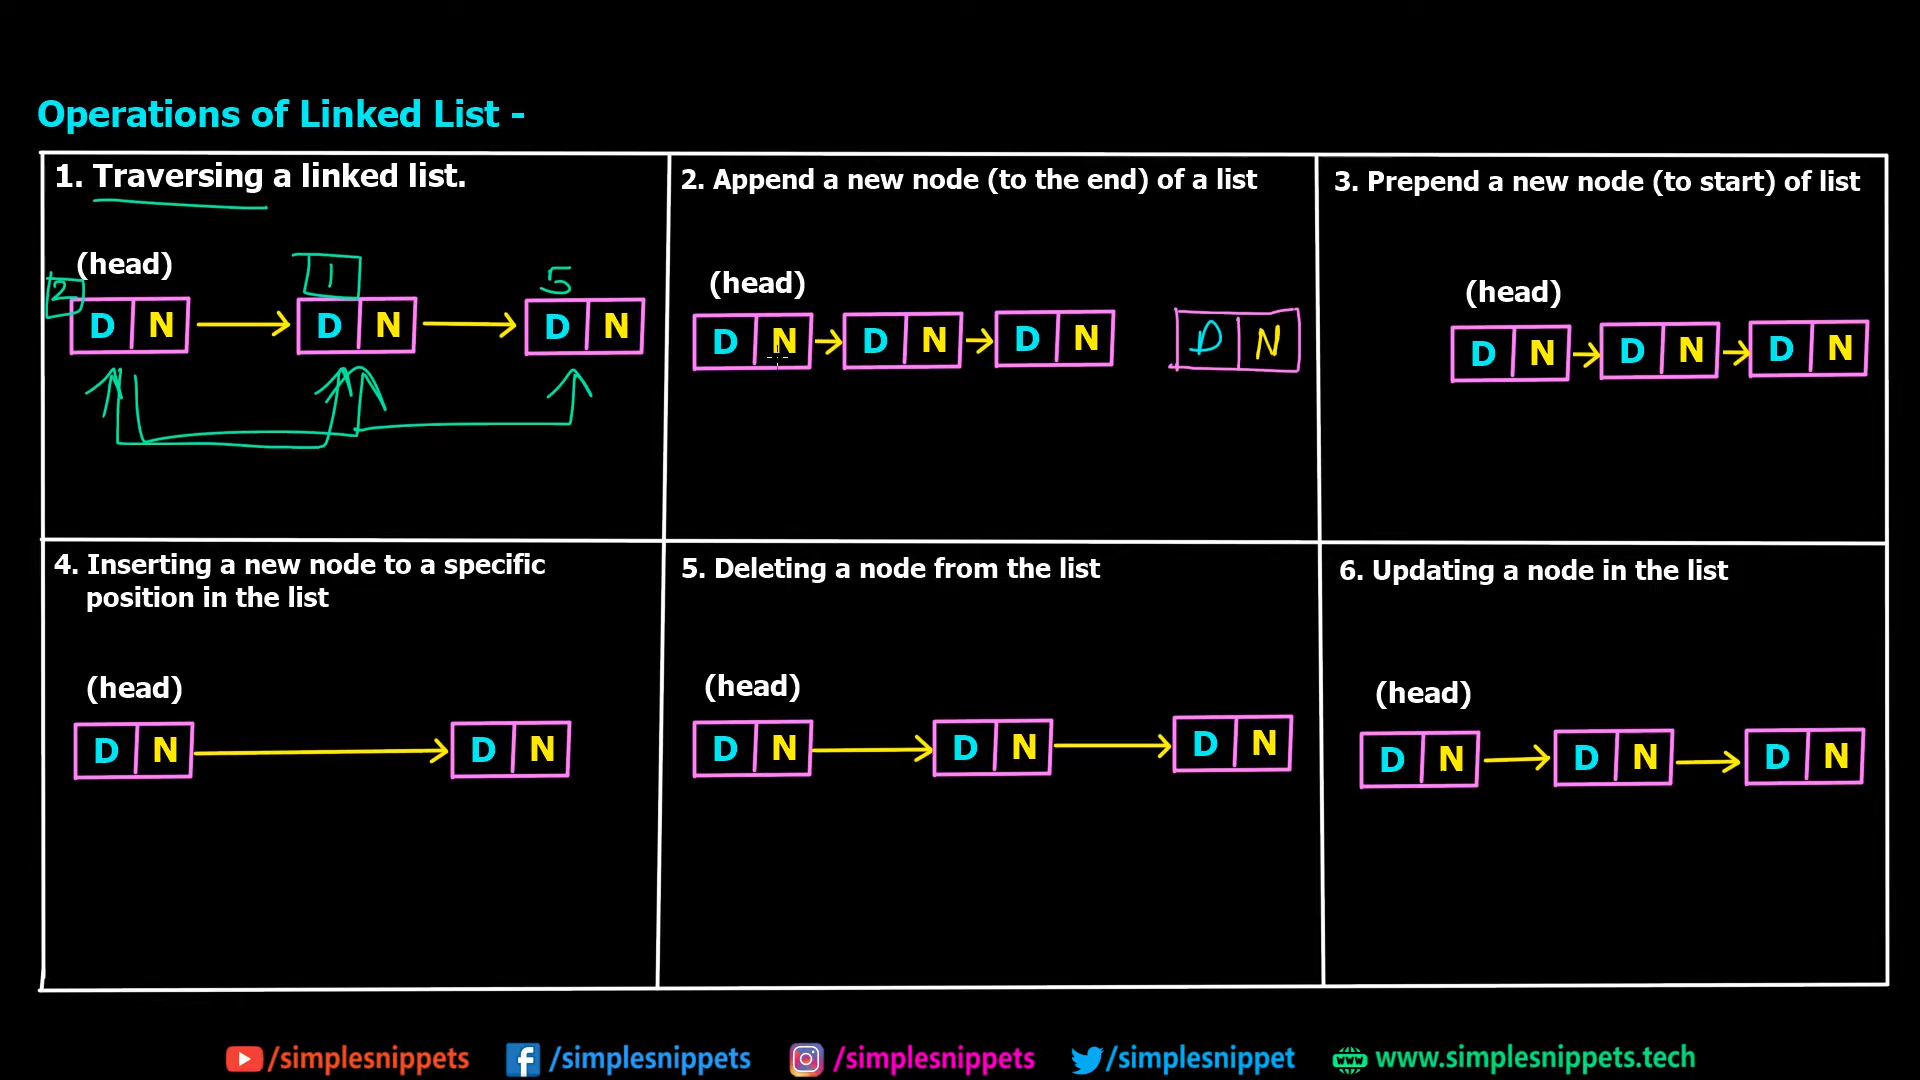 Operations of Linked List -
1. Traversing a linked list.
(head)
2 1 5
D N D N D N
2. Append a new node (to the end) of a list
(head)
D N D N D N D N
3. Prepend a new node (to start) of list
(head)
D N D N D N
4. Inserting a new node to a specific
position in the list
(head)
D N D N
5. Deleting a node from the list
(head)
D N D N D N
6. Updating a node in the list
(head)
D N D N D N
/simplesnippets /simplesnippets /simplesnippets /simplesnippet www.simplesnippets.tech